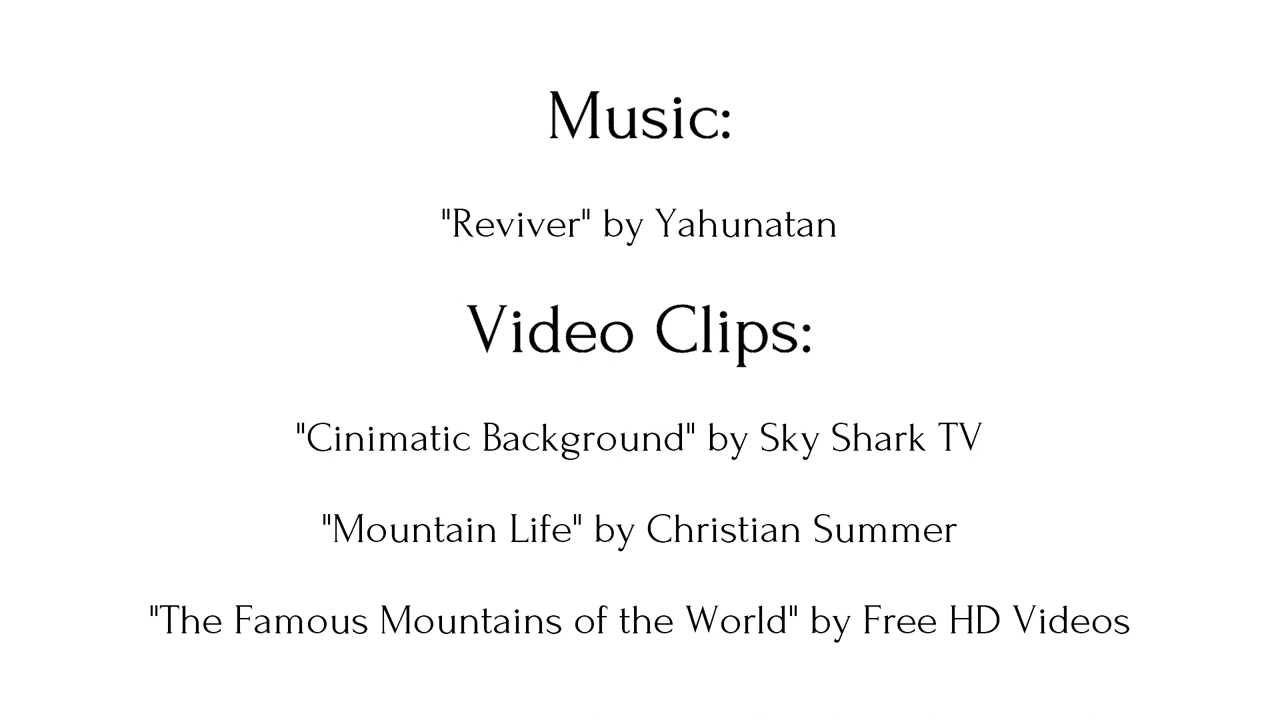 Music:
"Reviver" by Yahunatan
Video Clips:
"Cinimatic Background" by Sky Shark TV
"Mountain Life" by Christian Summer
"The Famous Mountains of the World" by Free HD Videos